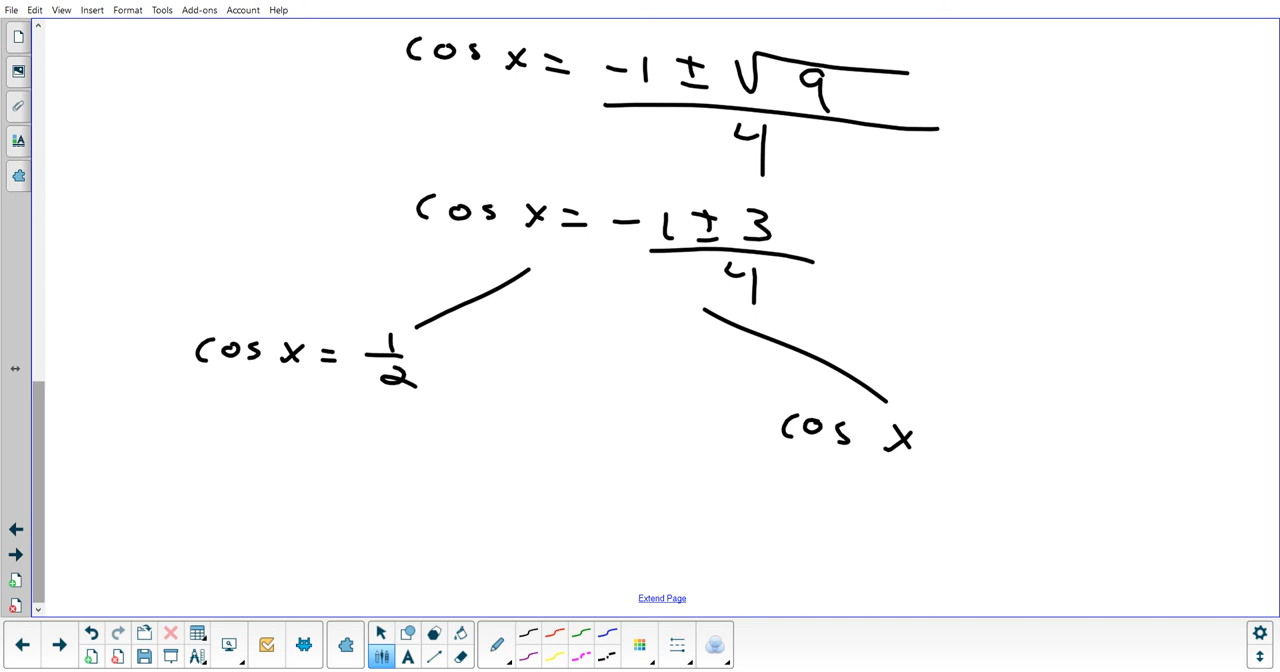 File Edit View Insert Format Tools Add-ons Account Help
cos x = -1 ± √9
4
cos x = -1 ± 3
4
cos x = 1
2
cos x
Extend Page
A